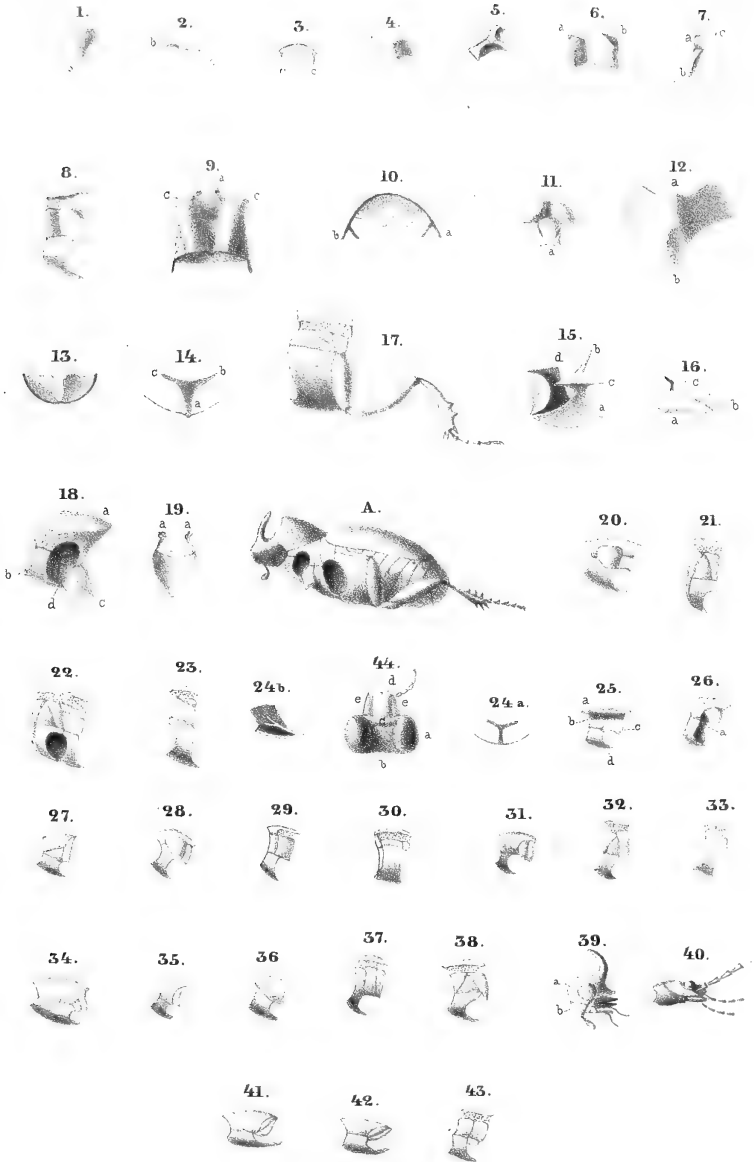 1. 2. 3. 4. 5. 6. 7.
b c a b a c b
8. 9. 10. 11. 12.
a c c b a a a b
13. 14. 17. 15. 16.
c b a d b c a c a b
18. 19. A. 20. 21.
a b d c a a
22. 23. 24b. 44. 24a. 25. 26.
d e e c a b a b c d a
27. 28. 29. 30. 31. 32. 33.
34. 35. 36 37. 38. 39. 40.
a b
41. 42. 43.